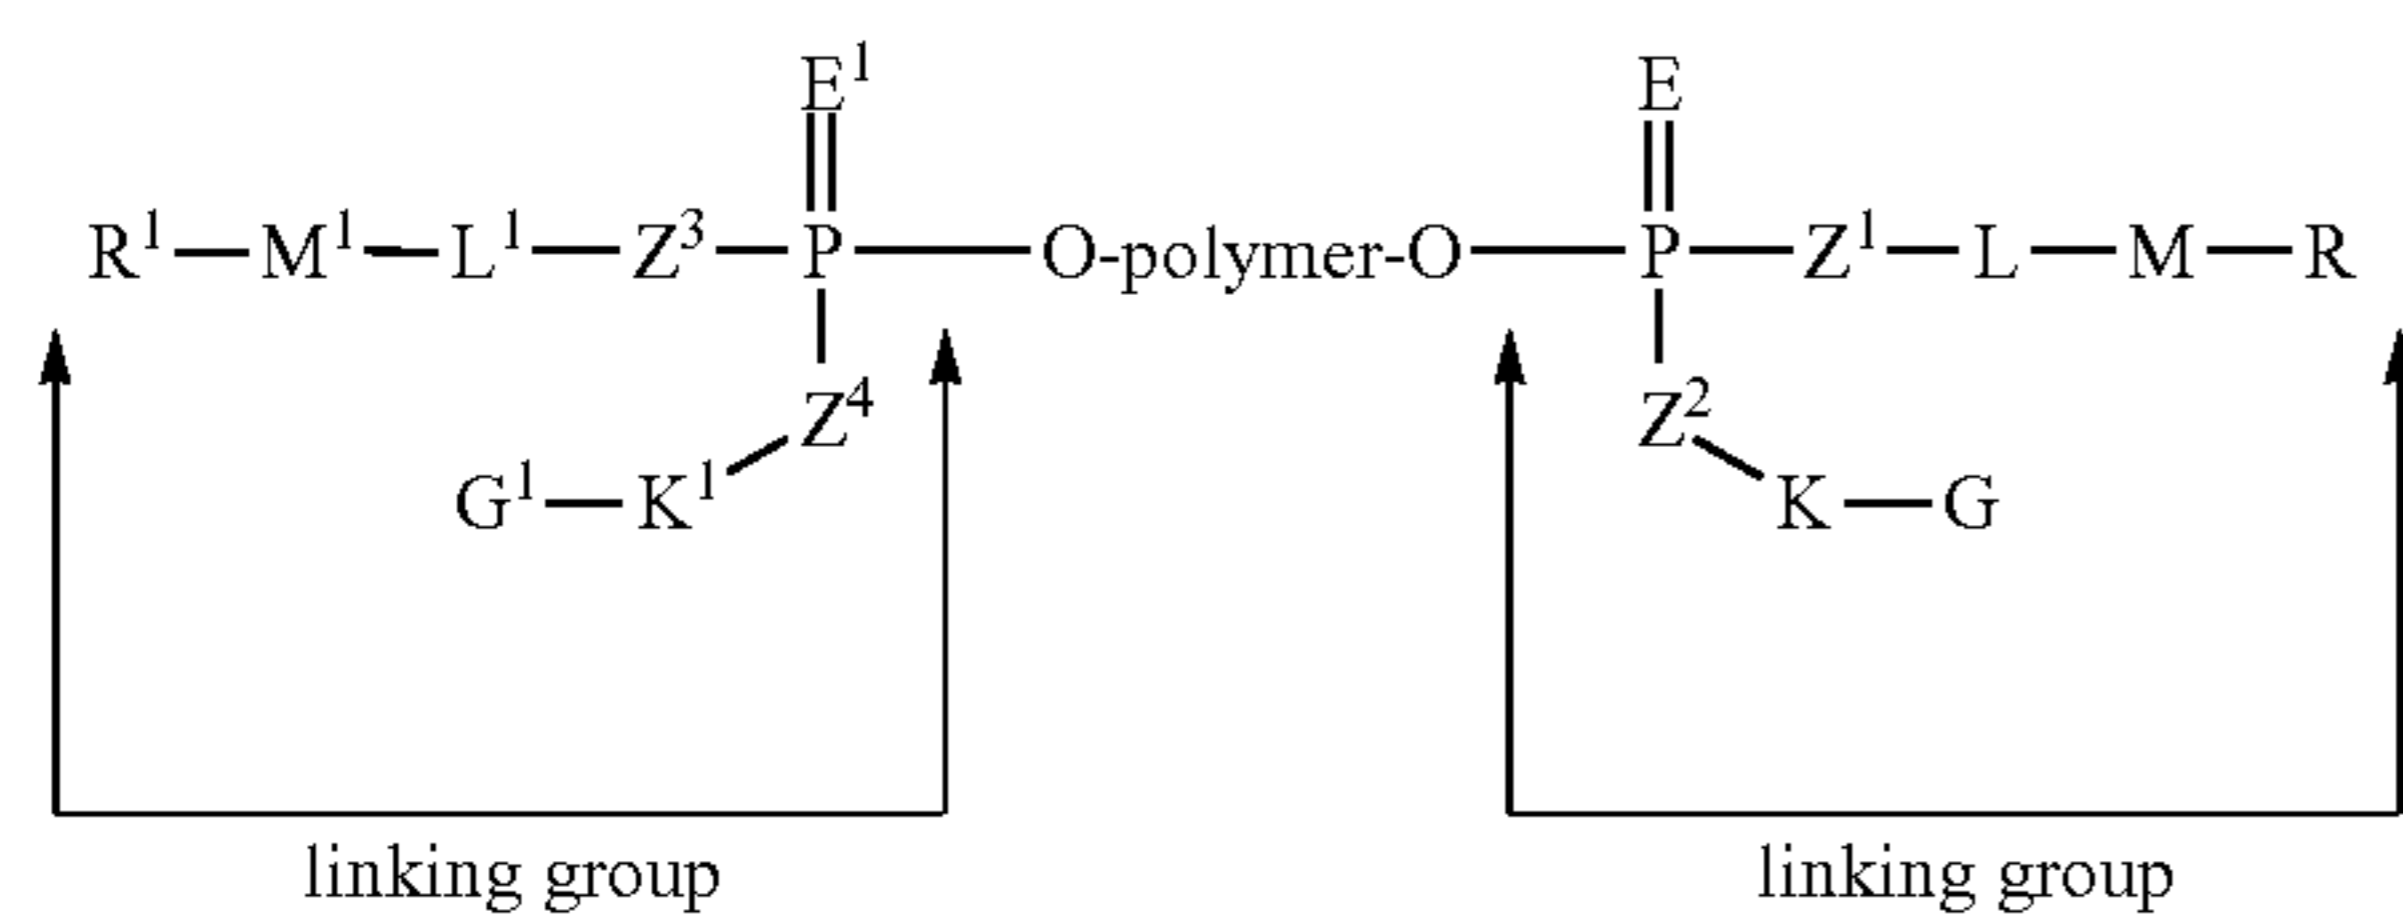 E¹ E
R¹—M¹—L¹—Z³—P—O-polymer-O—P—Z¹—L—M—R
Z⁴ Z²
G¹—K¹ K—G
linking group linking group